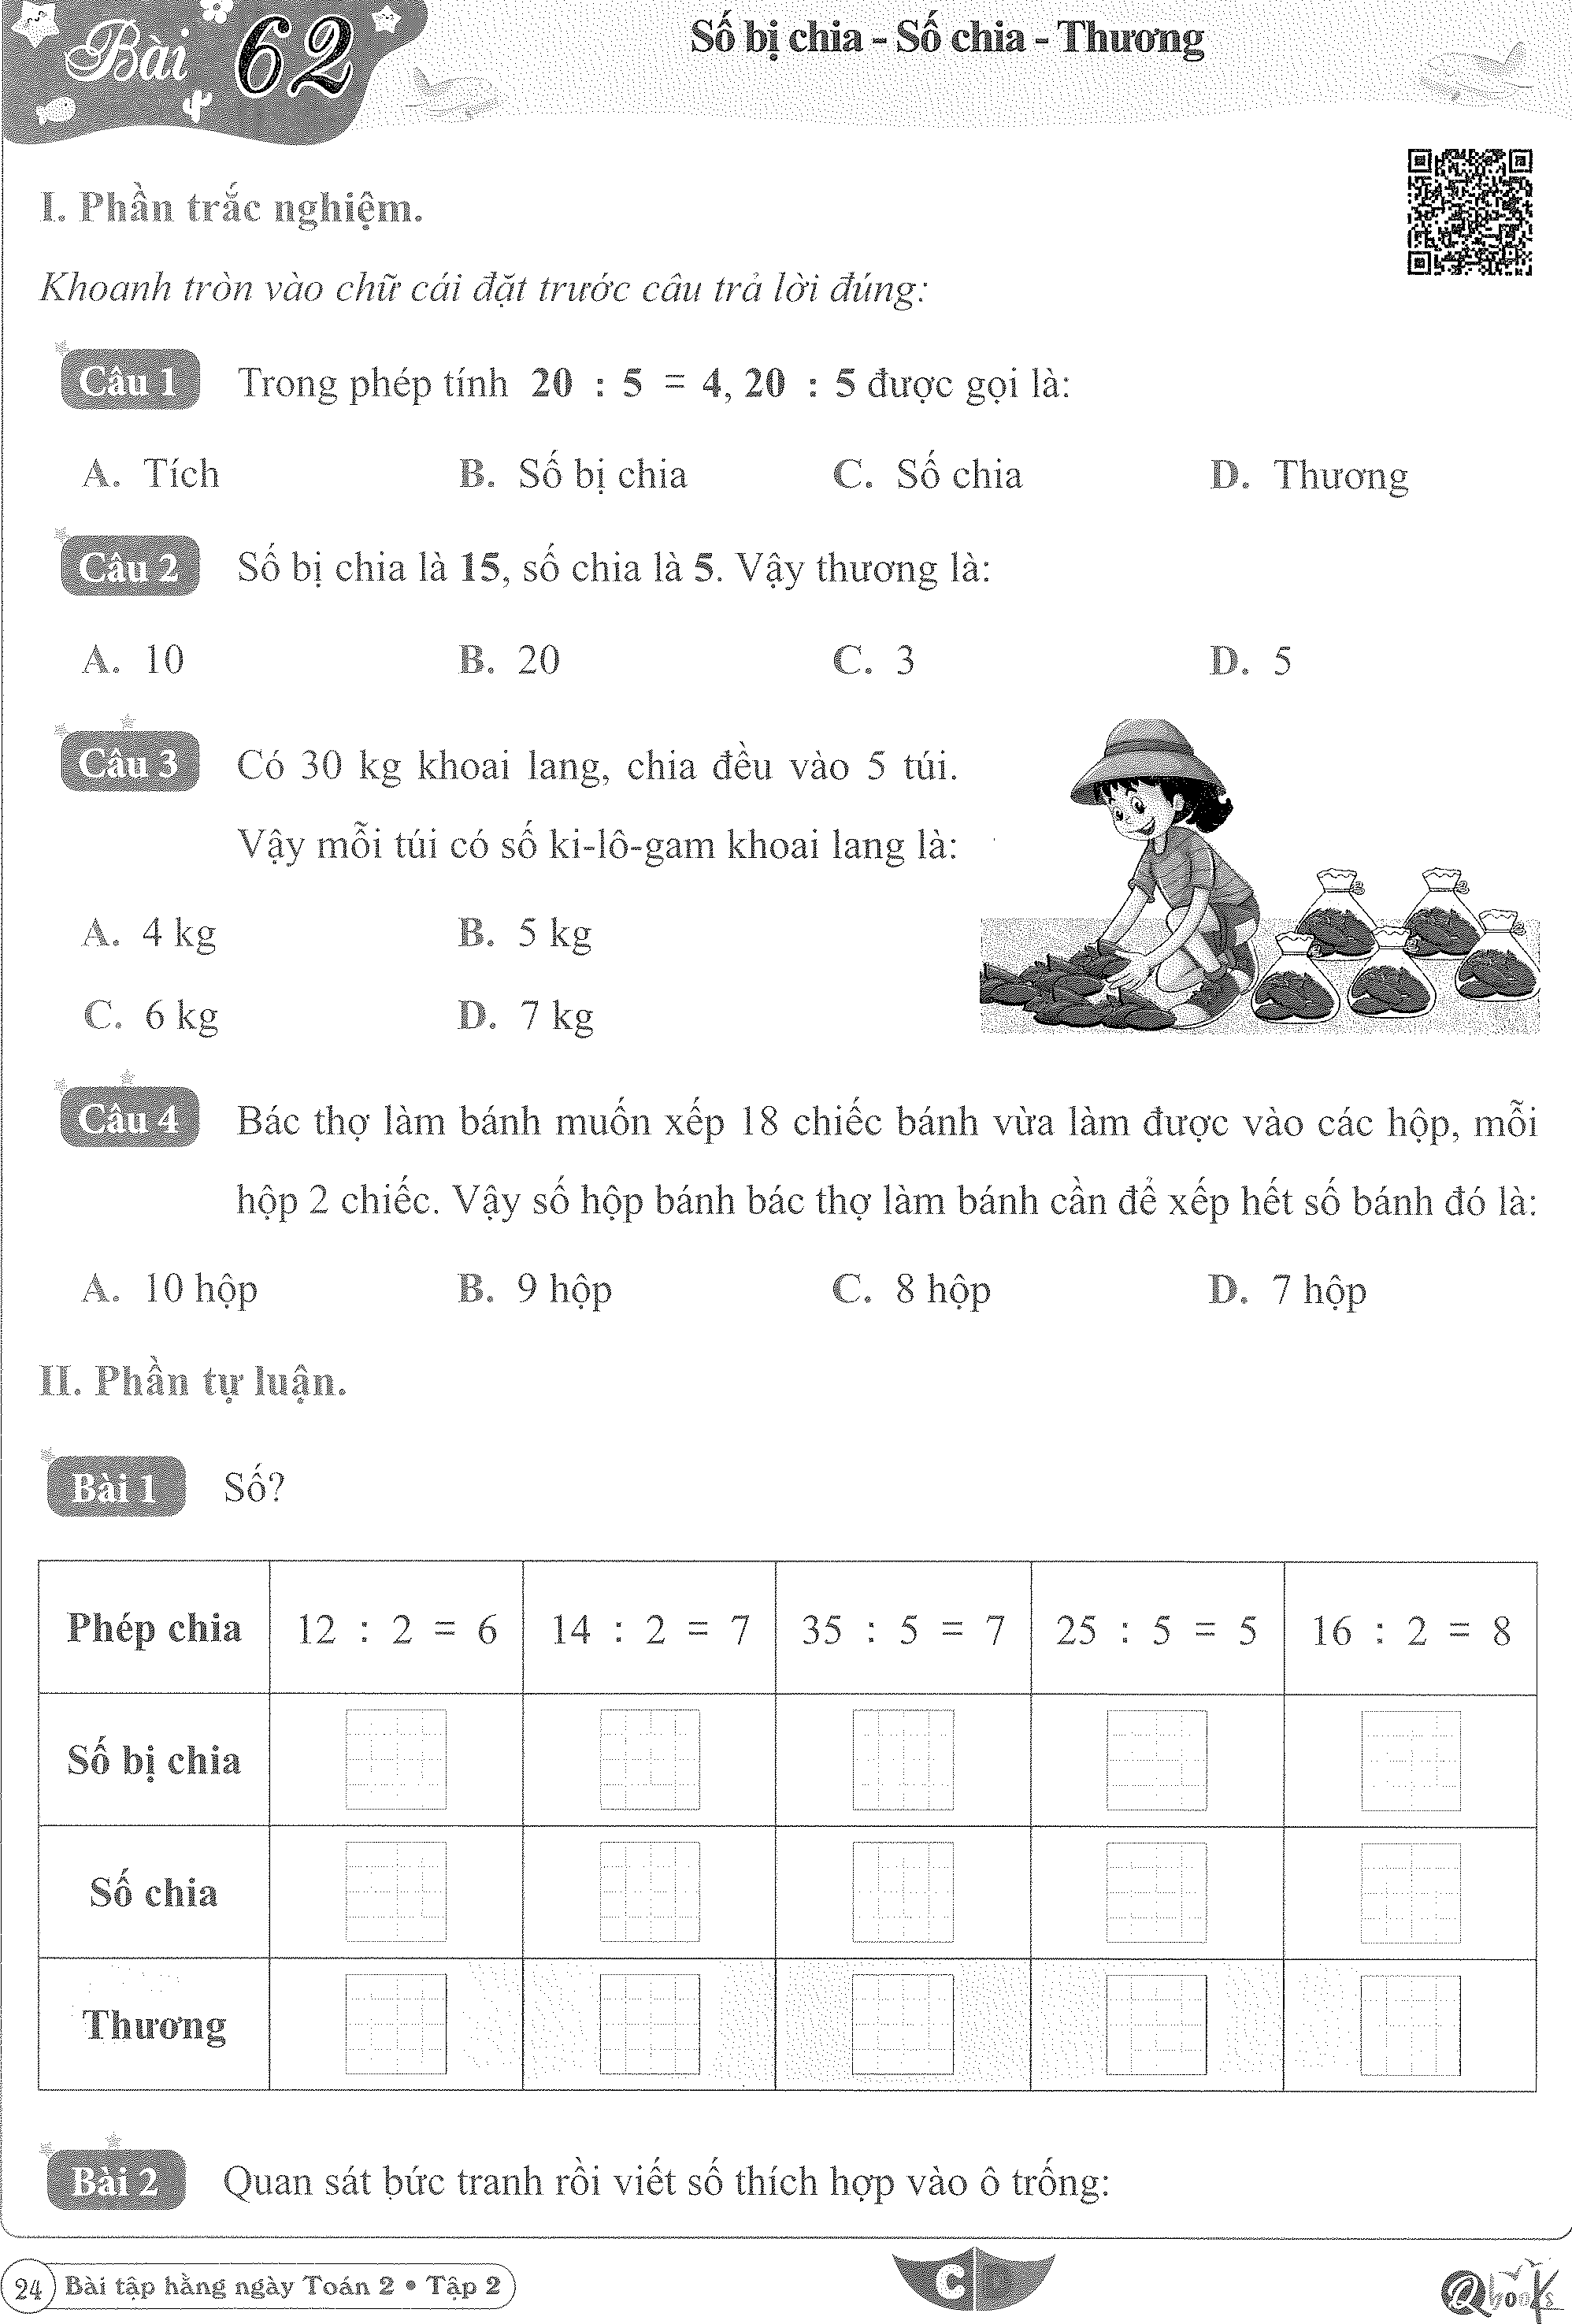 Bài 62
Số bị chia - Số chia - Thương
I. Phần trắc nghiệm.
Khoanh tròn vào chữ cái đặt trước câu trả lời đúng:
Câu 1 Trong phép tính 20 : 5 = 4, 20 : 5 được gọi là:
A. Tích B. Số bị chia C. Số chia D. Thương
Câu 2 Số bị chia là 15, số chia là 5. Vậy thương là:
A. 10 B. 20 C. 3 D. 5
Câu 3 Có 30 kg khoai lang, chia đều vào 5 túi.
Vậy mỗi túi có số ki-lô-gam khoai lang là:
A. 4 kg B. 5 kg
C. 6 kg D. 7 kg
Câu 4 Bác thợ làm bánh muốn xếp 18 chiếc bánh vừa làm được vào các hộp, mỗi
hộp 2 chiếc. Vậy số hộp bánh bác thợ làm bánh cần để xếp hết số bánh đó là:
A. 10 hộp B. 9 hộp C. 8 hộp D. 7 hộp
II. Phần tự luận.
Bài 1 Số?
Phép chia 12 : 2 = 6 14 : 2 = 7 35 : 5 = 7 25 : 5 = 5 16 : 2 = 8
Số bị chia
Số chia
Thương
Bài 2 Quan sát bức tranh rồi viết số thích hợp vào ô trống:
24 Bài tập hằng ngày Toán 2 • Tập 2
C D
Qbooks